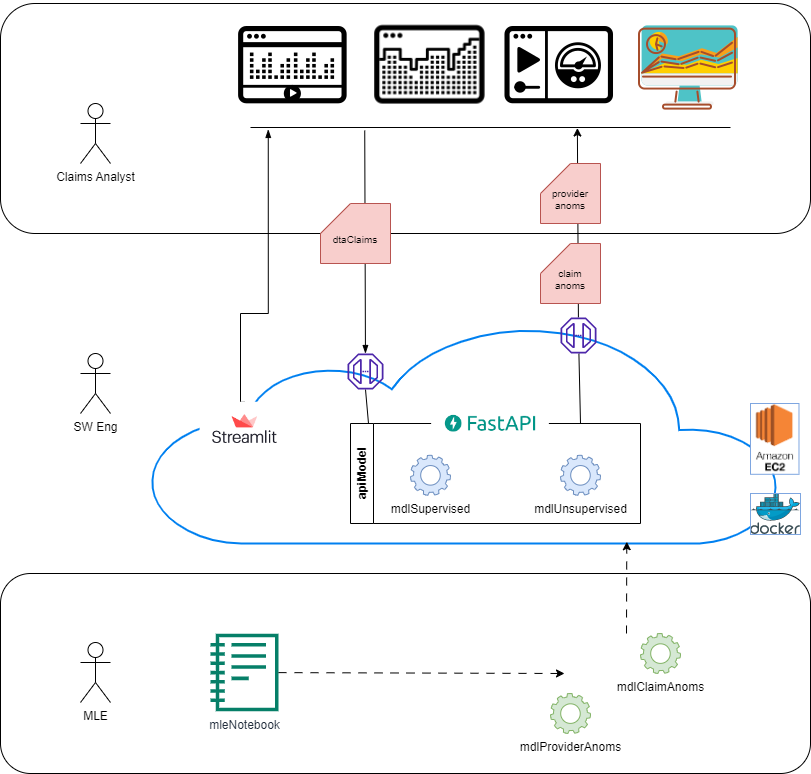 Claims Analyst
provider
anoms
dtaClaims
claim
anoms
SW Eng
Streamlit
FastAPI
apiModel
mdlSupervised
mdlUnsupervised
Amazon
EC2
docker
MLE
mleNotebook
mdlClaimAnoms
mdlProviderAnoms